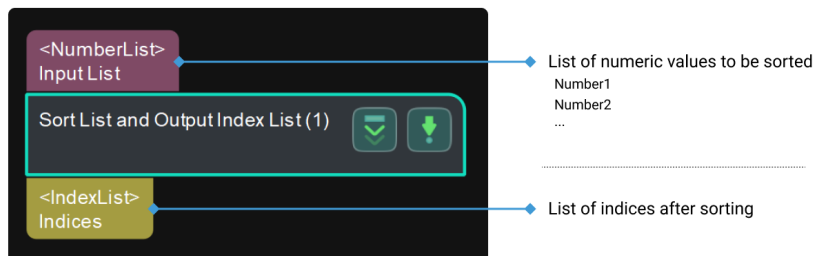 <NumberList>
Input List
List of numeric values to be sorted
Number1
Number2
...
Sort List and Output Index List (1)
<IndexList>
Indices
List of indices after sorting